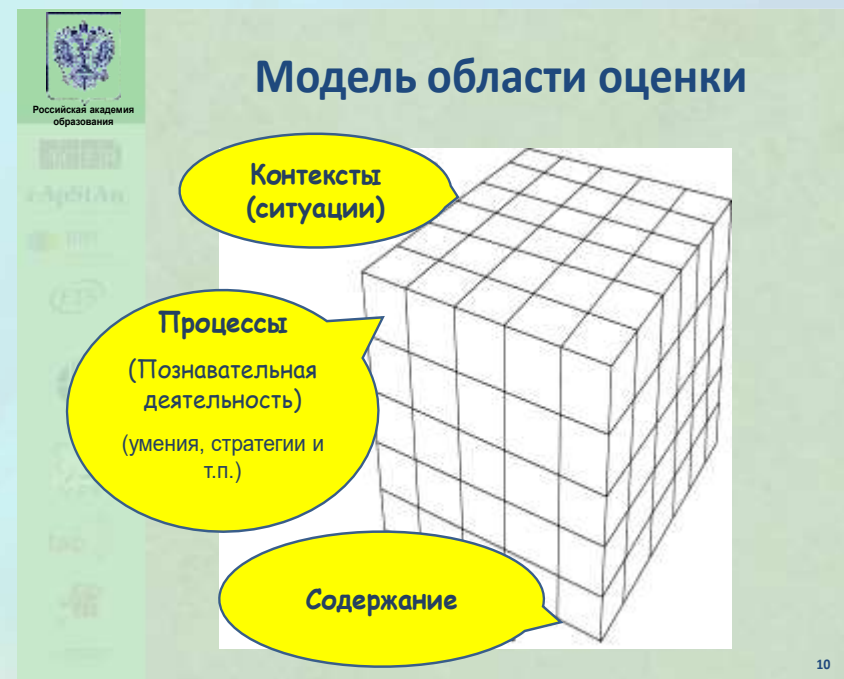 Российская академия
образования
Модель области оценки
Контексты
(ситуации)
Процессы
(Познавательная
деятельность)
(умения, стратегии и
т.п.)
Содержание
10